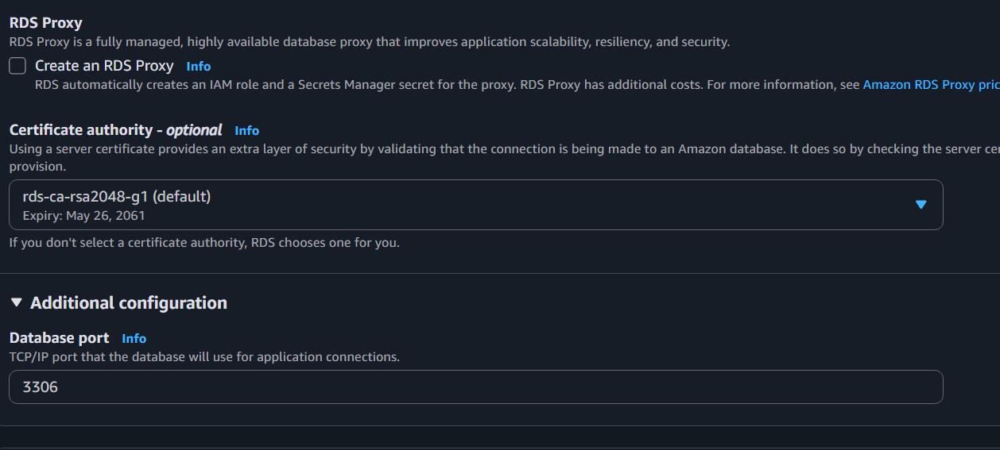 RDS Proxy
RDS Proxy is a fully managed, highly available database proxy that improves application scalability, resiliency, and security.
Create an RDS Proxy Info
RDS automatically creates an IAM role and a Secrets Manager secret for the proxy. RDS Proxy has additional costs. For more information, see Amazon RDS Proxy pric
Certificate authority - optional Info
Using a server certificate provides an extra layer of security by validating that the connection is being made to an Amazon database. It does so by checking the server cer
provision.
rds-ca-rsa2048-g1 (default)
Expiry: May 26, 2061
If you don't select a certificate authority, RDS chooses one for you.
Additional configuration
Database port Info
TCP/IP port that the database will use for application connections.
3306